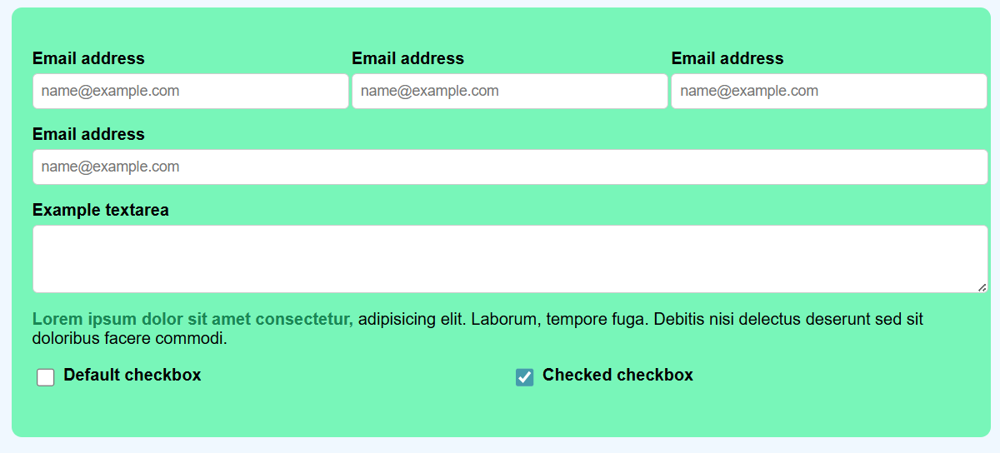 Email address Email address Email address
name@example.com name@example.com name@example.com
Email address
name@example.com
Example textarea
Lorem ipsum dolor sit amet consectetur, adipisicing elit. Laborum, tempore fuga. Debitis nisi delectus deserunt sed sit
doloribus facere commodi.
Default checkbox Checked checkbox